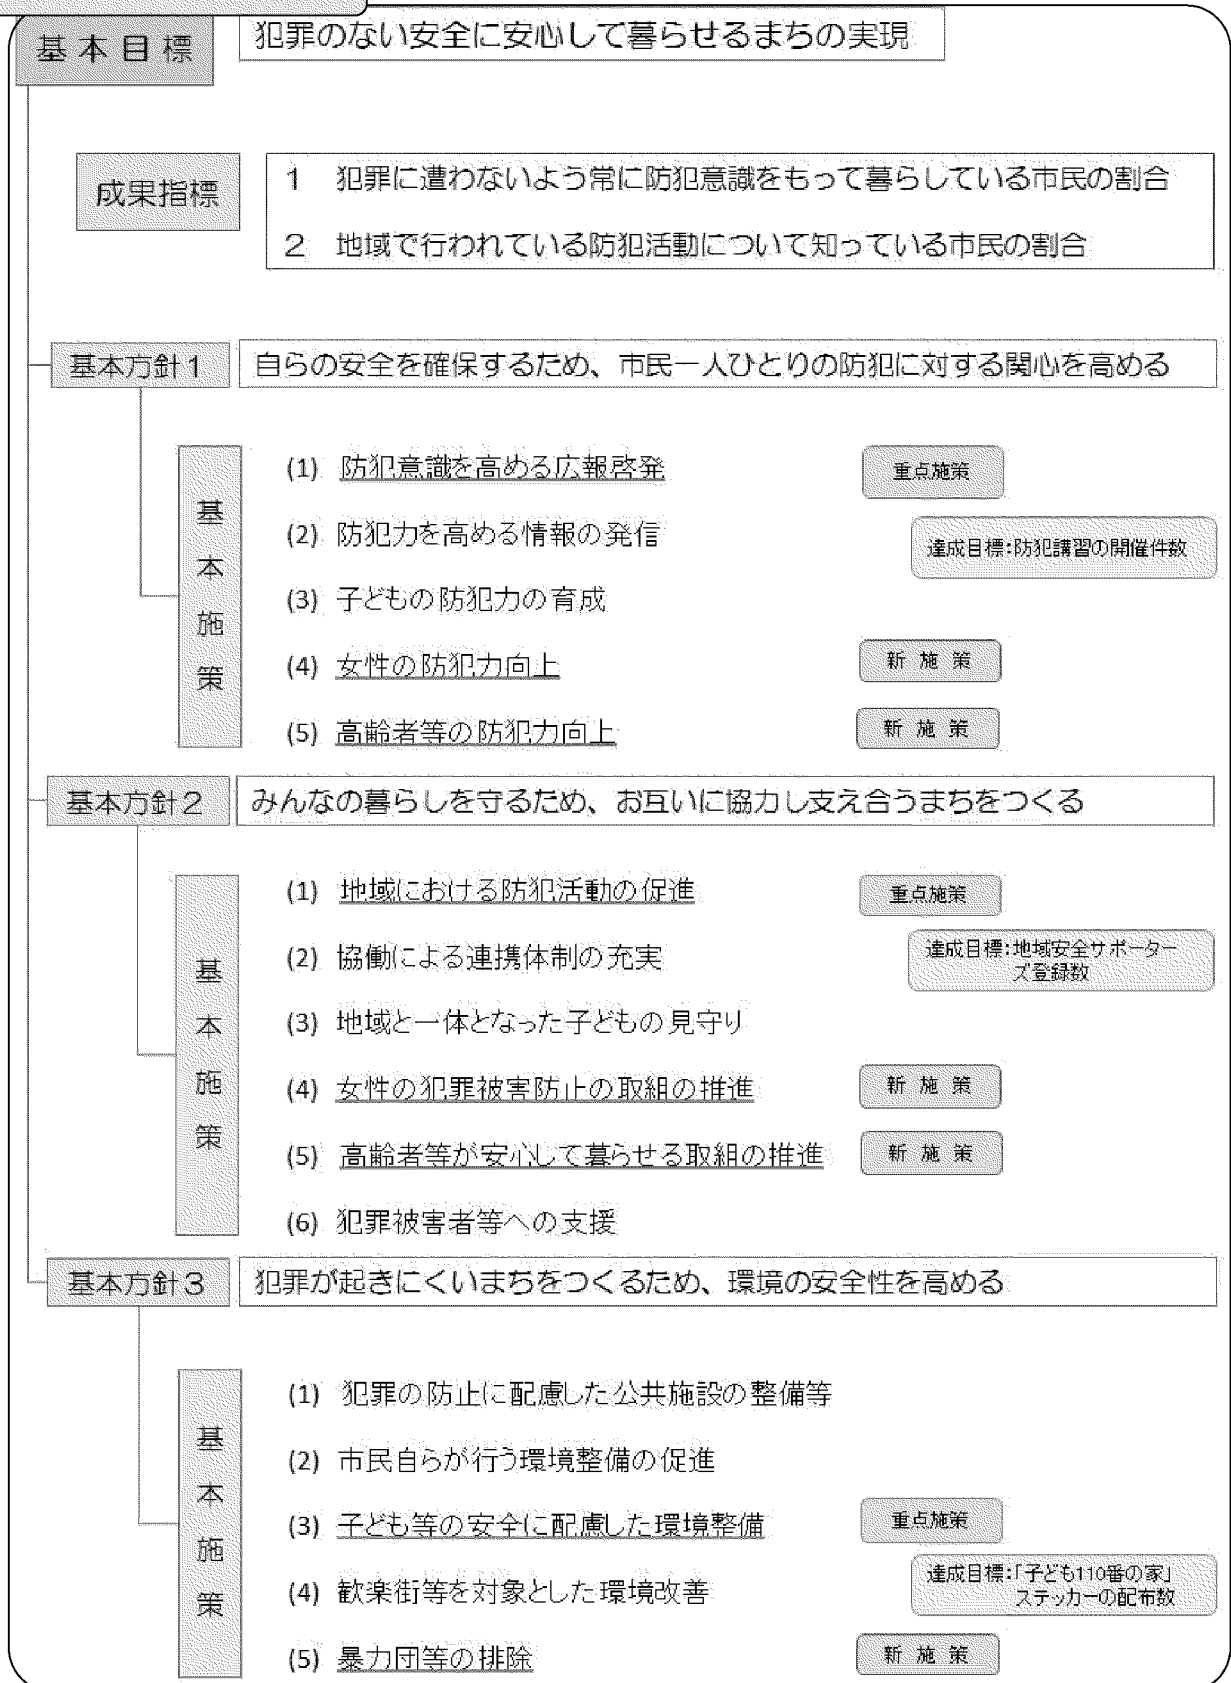 基本目標
犯罪のない安全に安心して暮らせるまちの実現
成果指標
1 犯罪に遭わないよう常に防犯意識をもって暮らしている市民の割合
2 地域で行われている防犯活動について知っている市民の割合
基本方針1
自らの安全を確保するため、市民一人ひとりの防犯に対する関心を高める
基本施策
(1) 防犯意識を高める広報啓発
重点施策
(2) 防犯力を高める情報の発信
達成目標:防犯講習の開催件数
(3) 子どもの防犯力の育成
(4) 女性の防犯力向上
新施策
(5) 高齢者等の防犯力向上
新施策
基本方針2
みんなの暮らしを守るため、お互いに協力し支え合うまちをつくる
基本施策
(1) 地域における防犯活動の促進
重点施策
(2) 協働による連携体制の充実
達成目標:地域安全サポーター
ズ登録数
(3) 地域と一体となった子どもの見守り
(4) 女性の犯罪被害防止の取組の推進
新施策
(5) 高齢者等が安心して暮らせる取組の推進
新施策
(6) 犯罪被害者等への支援
基本方針3
犯罪が起きにくいまちをつくるため、環境の安全性を高める
基本施策
(1) 犯罪の防止に配慮した公共施設の整備等
(2) 市民自らが行う環境整備の促進
(3) 子ども等の安全に配慮した環境整備
重点施策
(4) 歓楽街等を対象とした環境改善
達成目標:「子ども110番の家」
ステッカーの配布数
(5) 暴力団等の排除
新施策